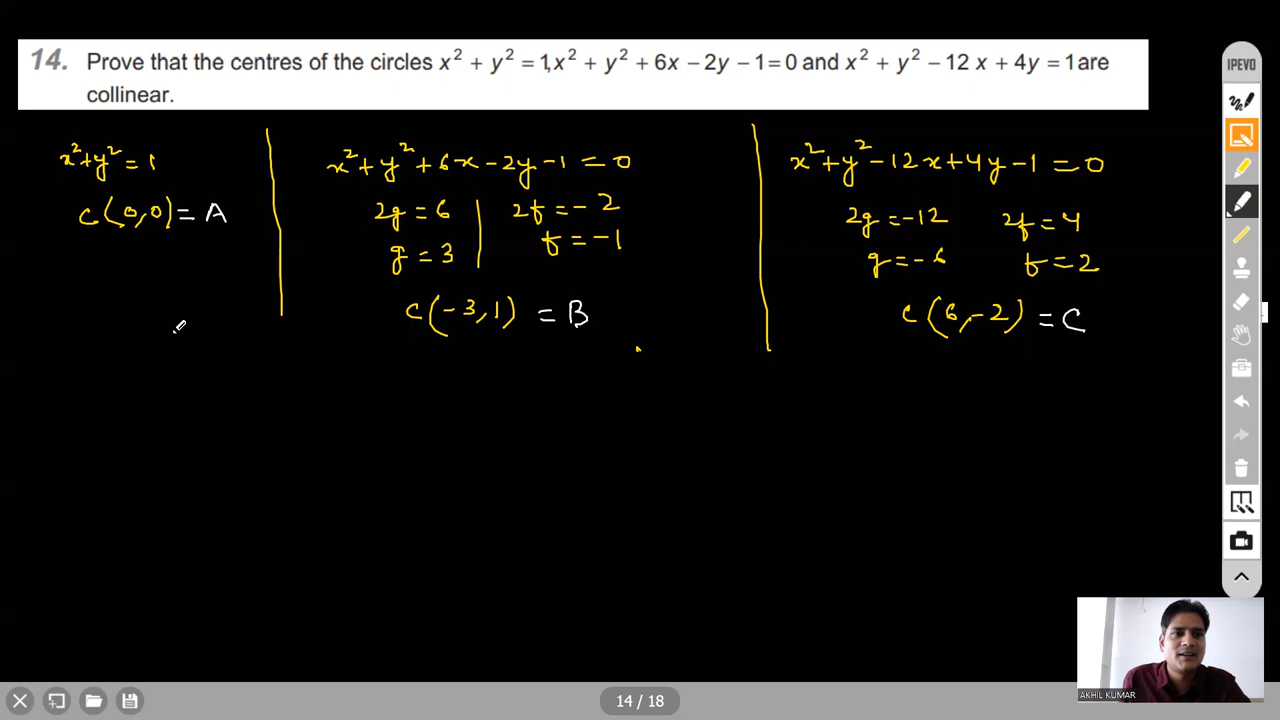 14. Prove that the centres of the circles x² + y² = 1, x² + y² + 6x − 2y − 1 = 0 and x² + y² − 12x + 4y = 1 are
collinear.
x² + y² = 1
C(0,0) = A
x² + y² + 6x − 2y − 1 = 0
2g = 6 | 2f = −2
g = 3 | f = −1
C(−3,1) = B
x² + y² − 12x + 4y − 1 = 0
2g = −12 2f = 4
g = −6 f = 2
C(6,−2) = C
IPEVO
AKHIL KUMAR
14 / 18